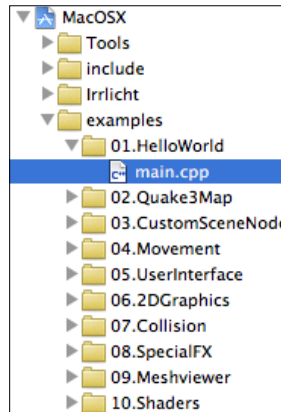 MacOSX
Tools
include
Irrlicht
examples
01.HelloWorld
main.cpp
02.Quake3Map
03.CustomSceneNode
04.Movement
05.UserInterface
06.2DGraphics
07.Collision
08.SpecialFX
09.Meshviewer
10.Shaders